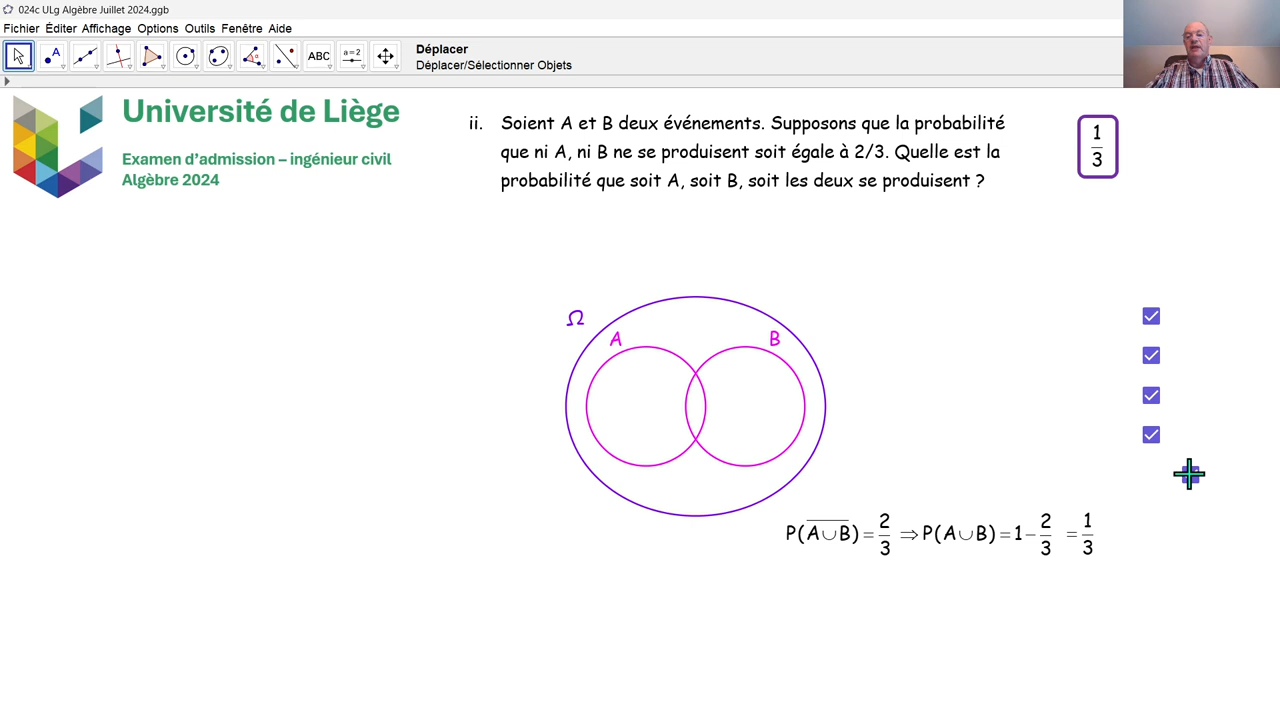 024c ULg Algèbre Juillet 2024.ggb
Fichier Éditer Affichage Options Outils Fenêtre Aide
A
ABC
a=2
Déplacer
Déplacer/Sélectionner Objets
Université de Liège
Examen d'admission – ingénieur civil
Algèbre 2024
ii. Soient A et B deux événements. Supposons que la probabilité
que ni A, ni B ne se produisent soit égale à 2/3. Quelle est la
probabilité que soit A, soit B, soit les deux se produisent ?
1/3
Ω
A
B
P(A̅∪̅B̅) = 2/3 ⇒ P(A∪B) = 1 − 2/3 = 1/3